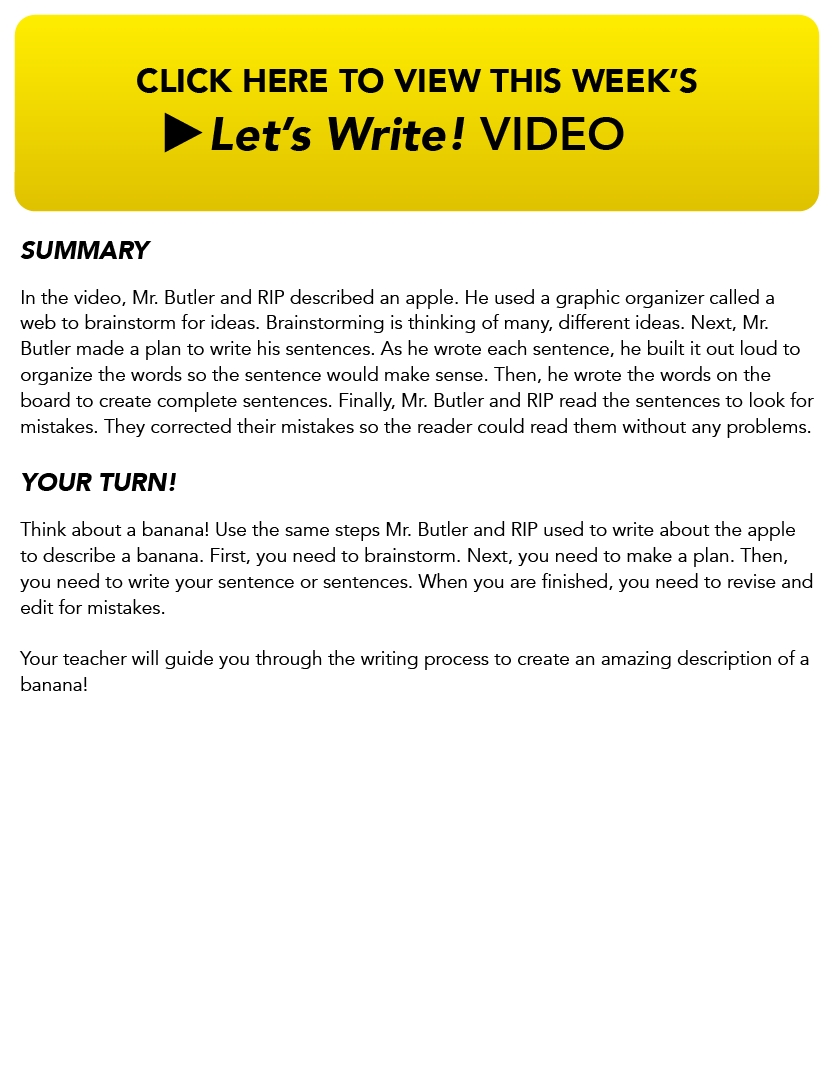 CLICK HERE TO VIEW THIS WEEK’S
Let’s Write! VIDEO
SUMMARY
In the video, Mr. Butler and RIP described an apple. He used a graphic organizer called a
web to brainstorm for ideas. Brainstorming is thinking of many, different ideas. Next, Mr.
Butler made a plan to write his sentences. As he wrote each sentence, he built it out loud to
organize the words so the sentence would make sense. Then, he wrote the words on the
board to create complete sentences. Finally, Mr. Butler and RIP read the sentences to look for
mistakes. They corrected their mistakes so the reader could read them without any problems.
YOUR TURN!
Think about a banana! Use the same steps Mr. Butler and RIP used to write about the apple
to describe a banana. First, you need to brainstorm. Next, you need to make a plan. Then,
you need to write your sentence or sentences. When you are finished, you need to revise and
edit for mistakes.
Your teacher will guide you through the writing process to create an amazing description of a
banana!